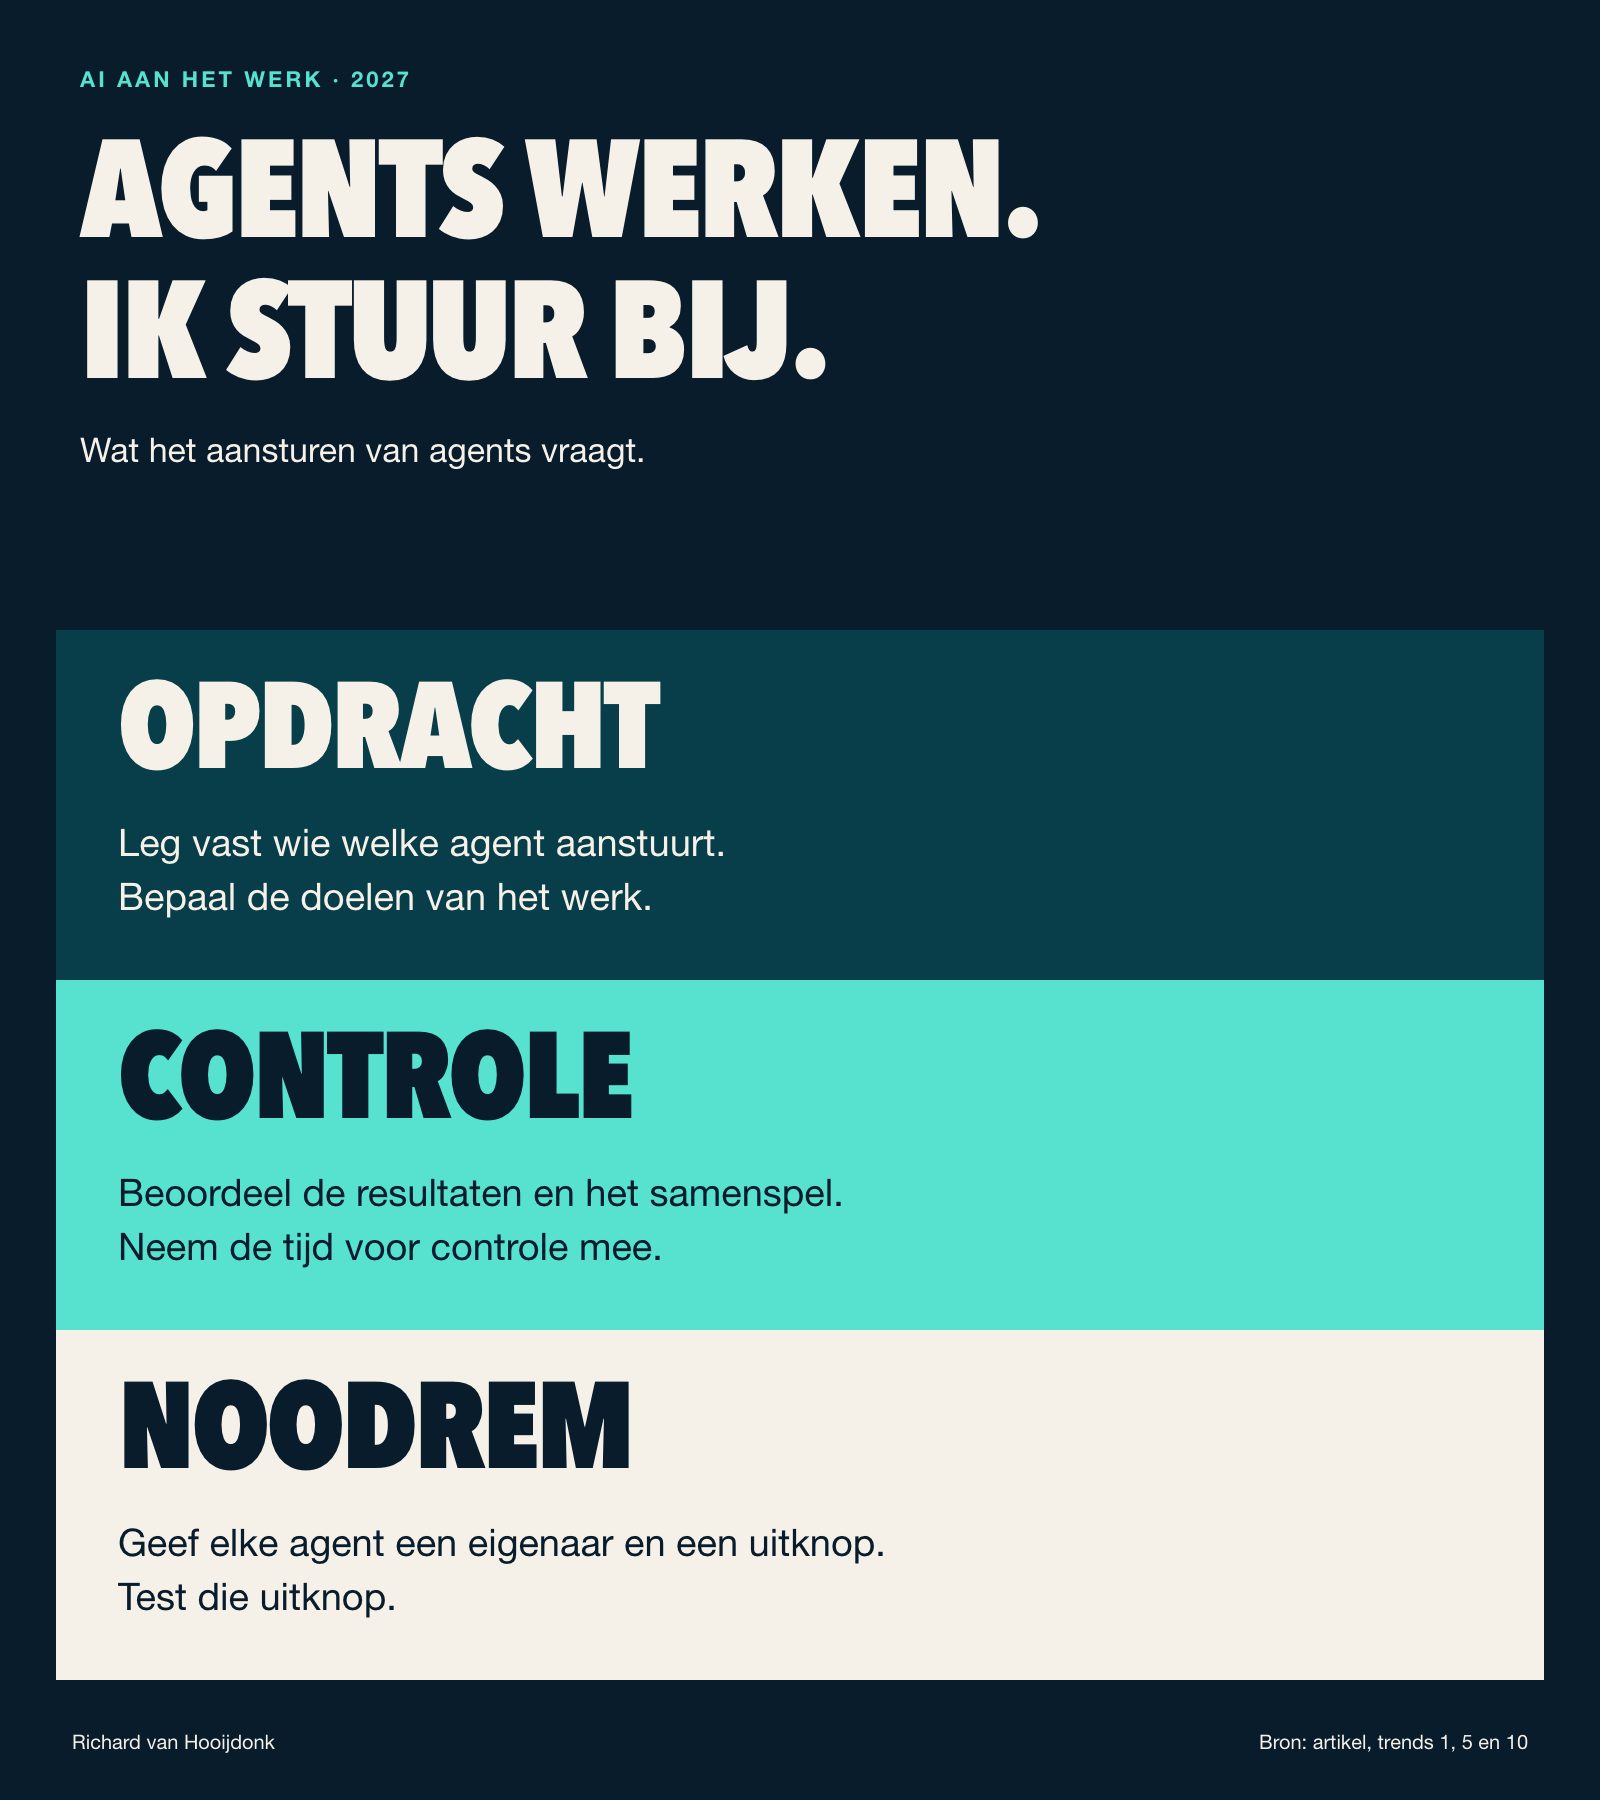 AI AAN HET WERK · 2027
AGENTS WERKEN.
IK STUUR BIJ.
Wat het aansturen van agents vraagt.
OPDRACHT
Leg vast wie welke agent aanstuurt.
Bepaal de doelen van het werk.
CONTROLE
Beoordeel de resultaten en het samenspel.
Neem de tijd voor controle mee.
NOODREM
Geef elke agent een eigenaar en een uitknop.
Test die uitknop.
Richard van Hooijdonk
Bron: artikel, trends 1, 5 en 10